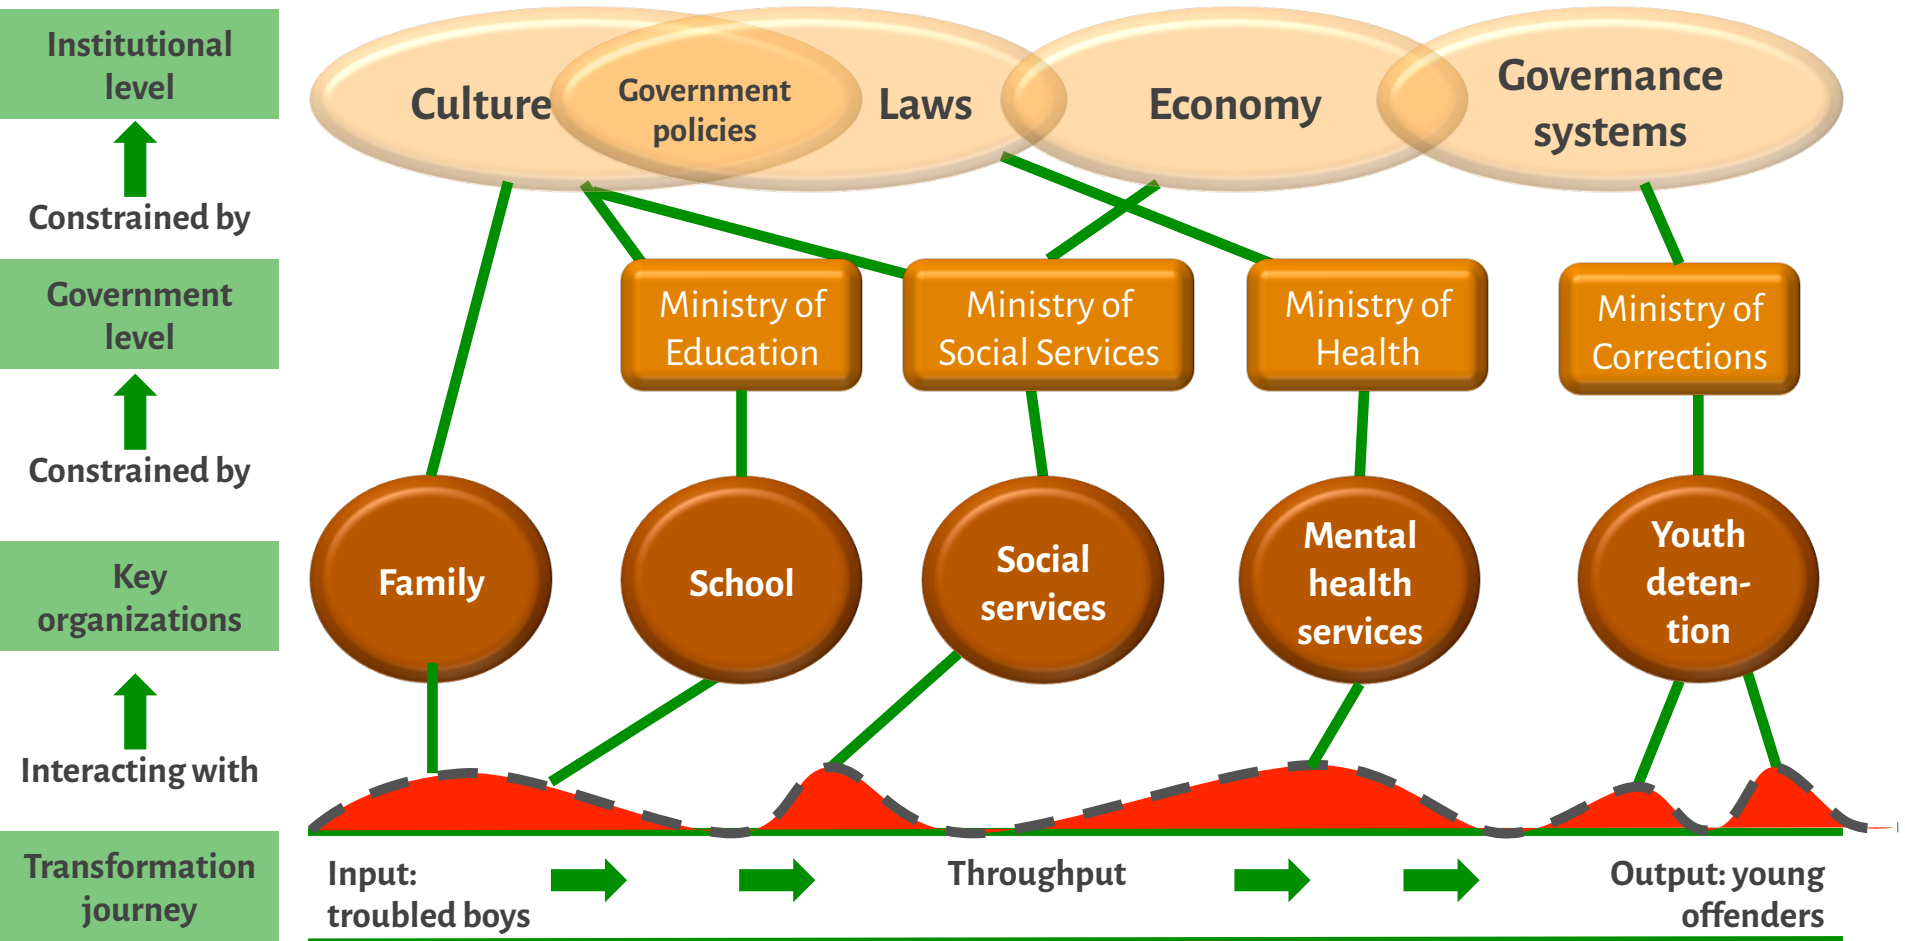 Institutional
level
Culture
Government
policies
Laws
Economy
Governance
systems
Constrained by
Government
level
Ministry of
Education
Ministry of
Social Services
Ministry of
Health
Ministry of
Corrections
Constrained by
Key
organizations
Family
School
Social
services
Mental
health
services
Youth
deten-
tion
Interacting with
Transformation
journey
Input:
troubled boys
Throughput
Output: young
offenders